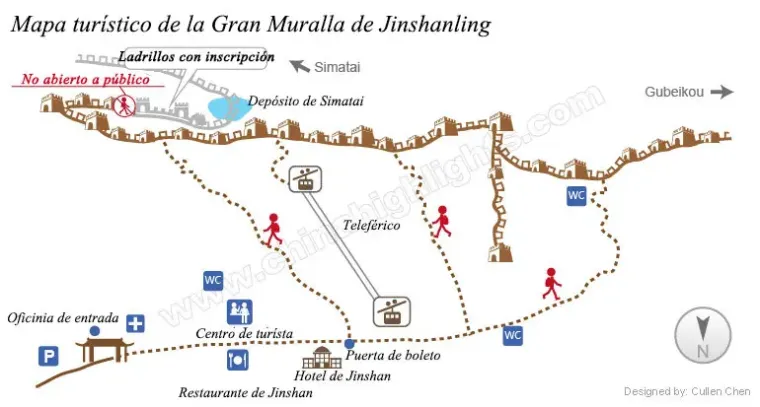 Mapa turístico de la Gran Muralla de Jinshanling
Ladrillos con inscripción
Simatai
No abierto a público
Gubeikou
Depósito de Simatai
WC
Teleférico
www.chinahighlights.com
WC
Oficinia de entrada
Centro de turista
WC
P
Puerta de boleto
N
Hotel de Jinshan
Restaurante de Jinshan
Designed by: Cullen Chen